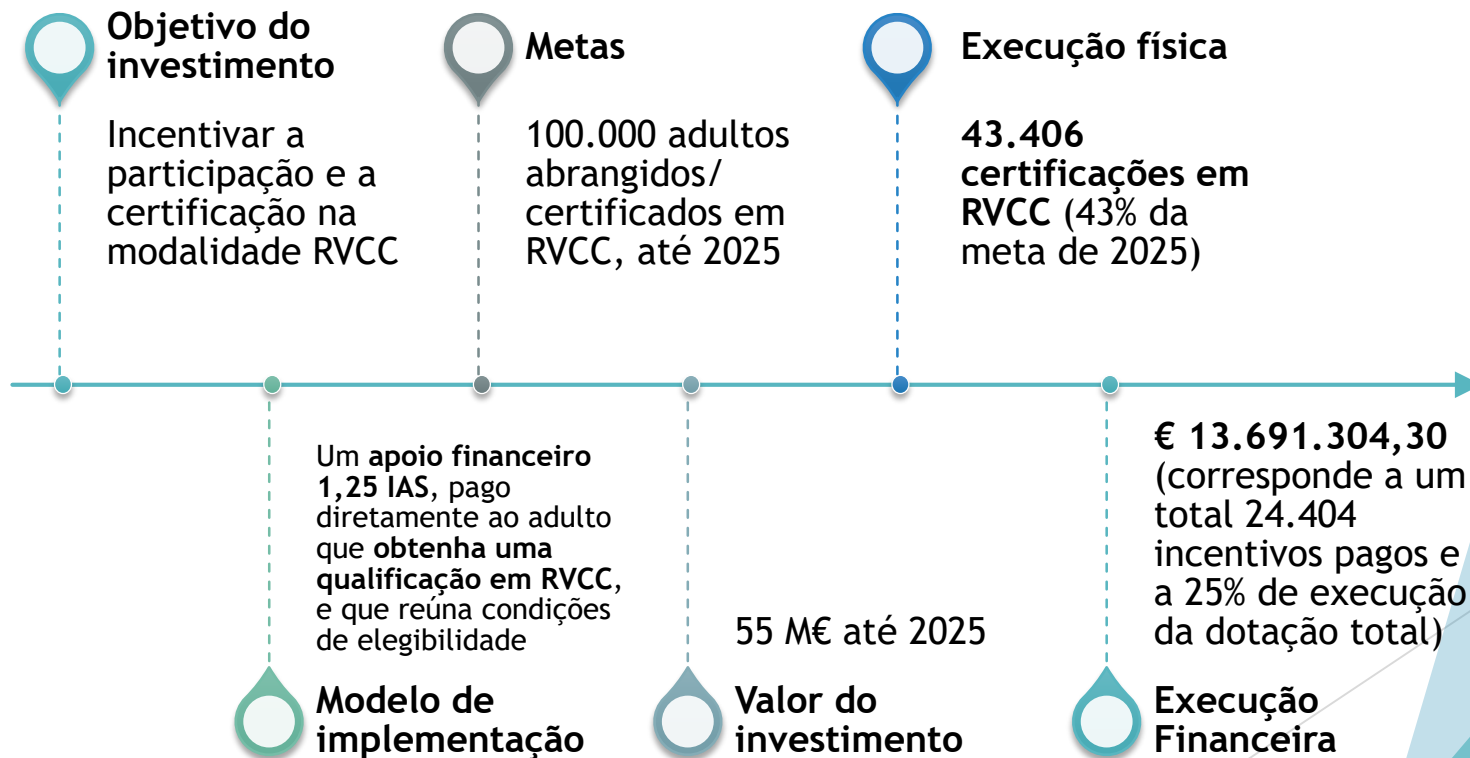 Objetivo do
investimento
Incentivar a
participação e a
certificação na
modalidade RVCC
Um apoio financeiro
1,25 IAS, pago
diretamente ao adulto
que obtenha uma
qualificação em RVCC,
e que reúna condições
de elegibilidade
Modelo de
implementação
Metas
100.000 adultos
abrangidos/
certificados em
RVCC, até 2025
55 M€ até 2025
Valor do
investimento
Execução física
43.406
certificações em
RVCC (43% da
meta de 2025)
€ 13.691.304,30
(corresponde a um
total 24.404
incentivos pagos e
a 25% de execução
da dotação total)
Execução
Financeira